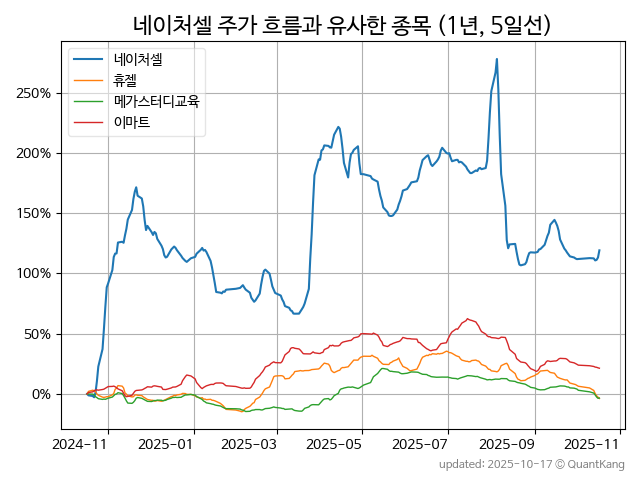 네이처셀 주가 흐름과 유사한 종목 (1년, 5일선)
네이처셀
휴젤
메가스터디교육
이마트
250%
200%
150%
100%
50%
0%
2024-11 2025-01 2025-03 2025-05 2025-07 2025-09 2025-11
updated: 2025-10-17 © QuantKang